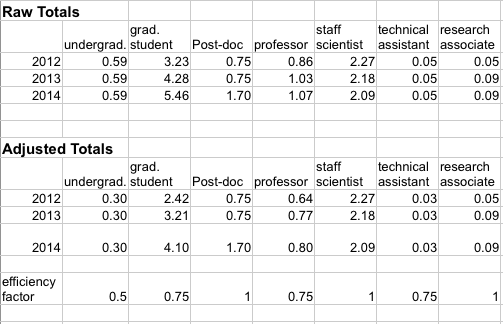 Raw Totals
undergrad. grad. student Post-doc professor staff scientist technical assistant research associate
2012 0.59 3.23 0.75 0.86 2.27 0.05 0.05
2013 0.59 4.28 0.75 1.03 2.18 0.05 0.09
2014 0.59 5.46 1.70 1.07 2.09 0.05 0.09
Adjusted Totals
undergrad. grad. student Post-doc professor staff scientist technical assistant research associate
2012 0.30 2.42 0.75 0.64 2.27 0.03 0.05
2013 0.30 3.21 0.75 0.77 2.18 0.03 0.09
2014 0.30 4.10 1.70 0.80 2.09 0.03 0.09
efficiency factor 0.5 0.75 1 0.75 1 0.75 1